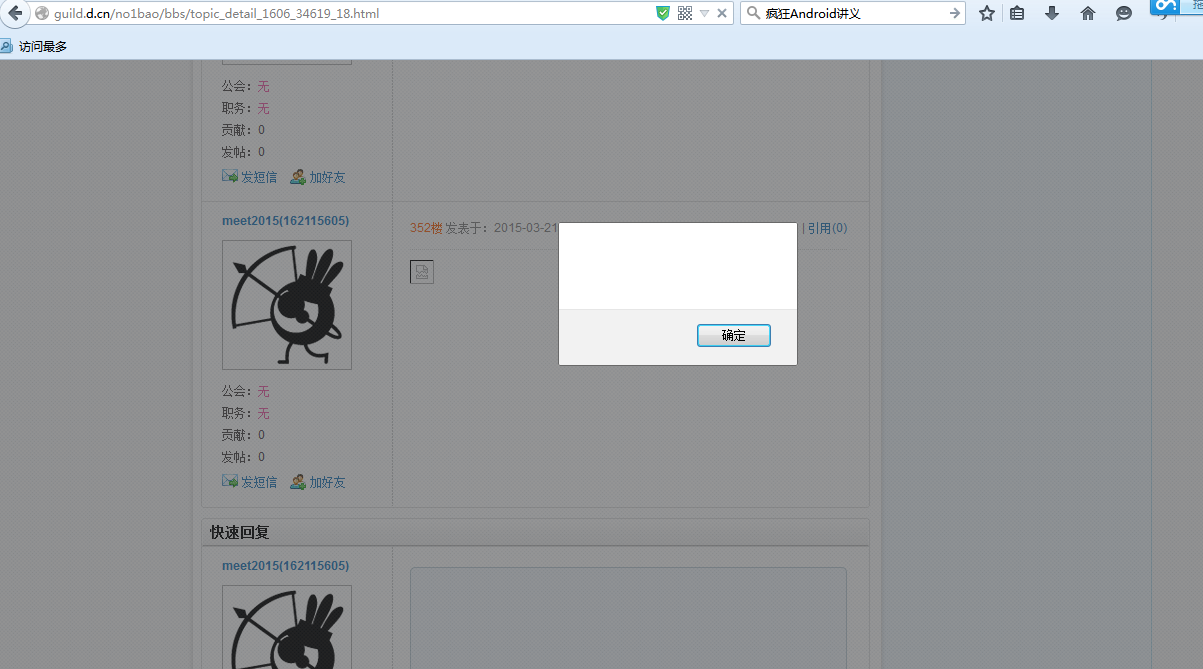 guild.d.cn/no1bao/bbs/topic_detail_1606_34619_18.html
疯狂Android讲义
访问最多
公会：无
职务：无
贡献：0
发帖：0
发短信 加好友
meet2015(162115605)
352楼 发表于：2015-03-21
| 引用(0)
确定
公会：无
职务：无
贡献：0
发帖：0
发短信 加好友
快速回复
meet2015(162115605)